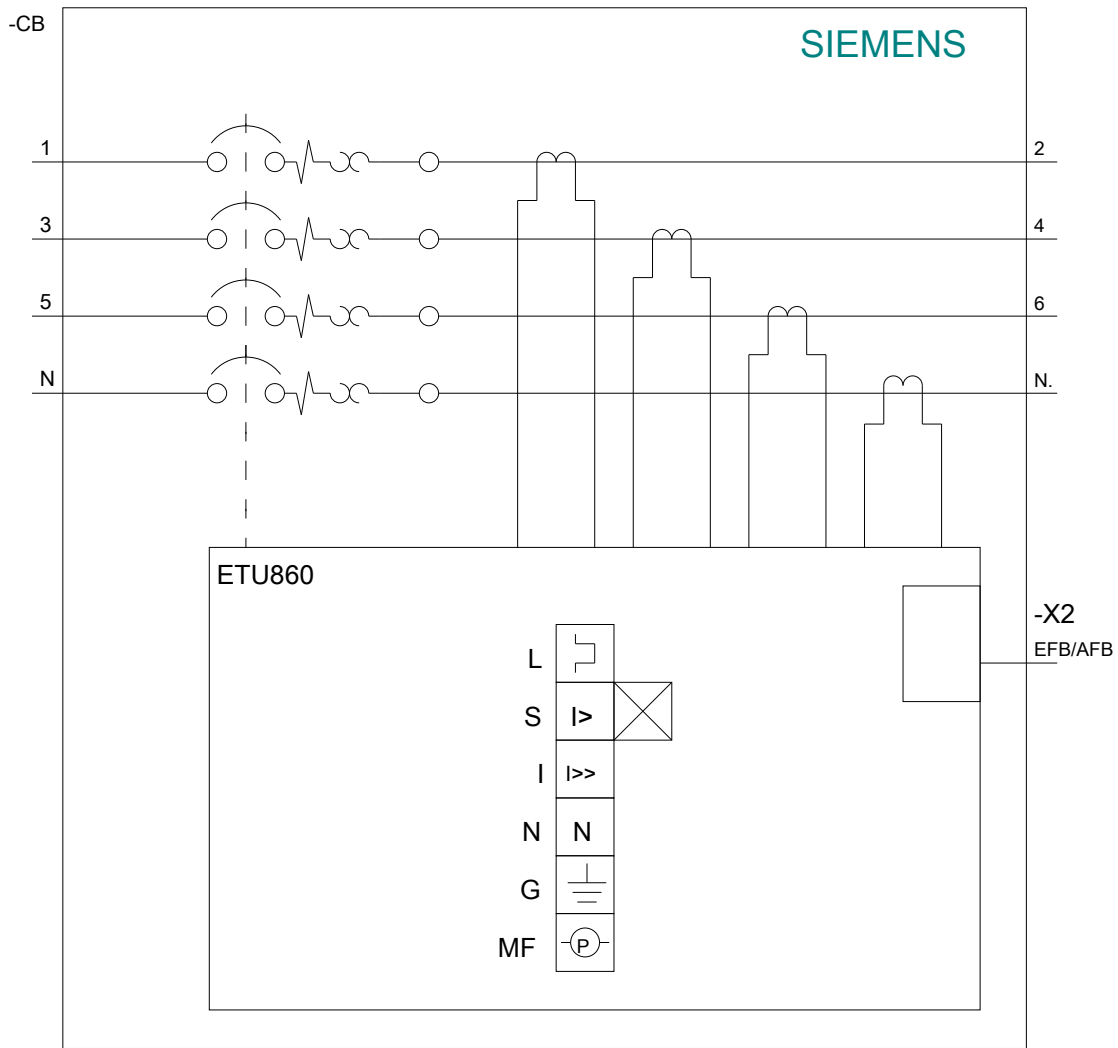 -CB
SIEMENS
1
2
3
4
5
6
N
N.
ETU860
-X2
EFB/AFB
L
S I>
I I>>
N N
G
MF P